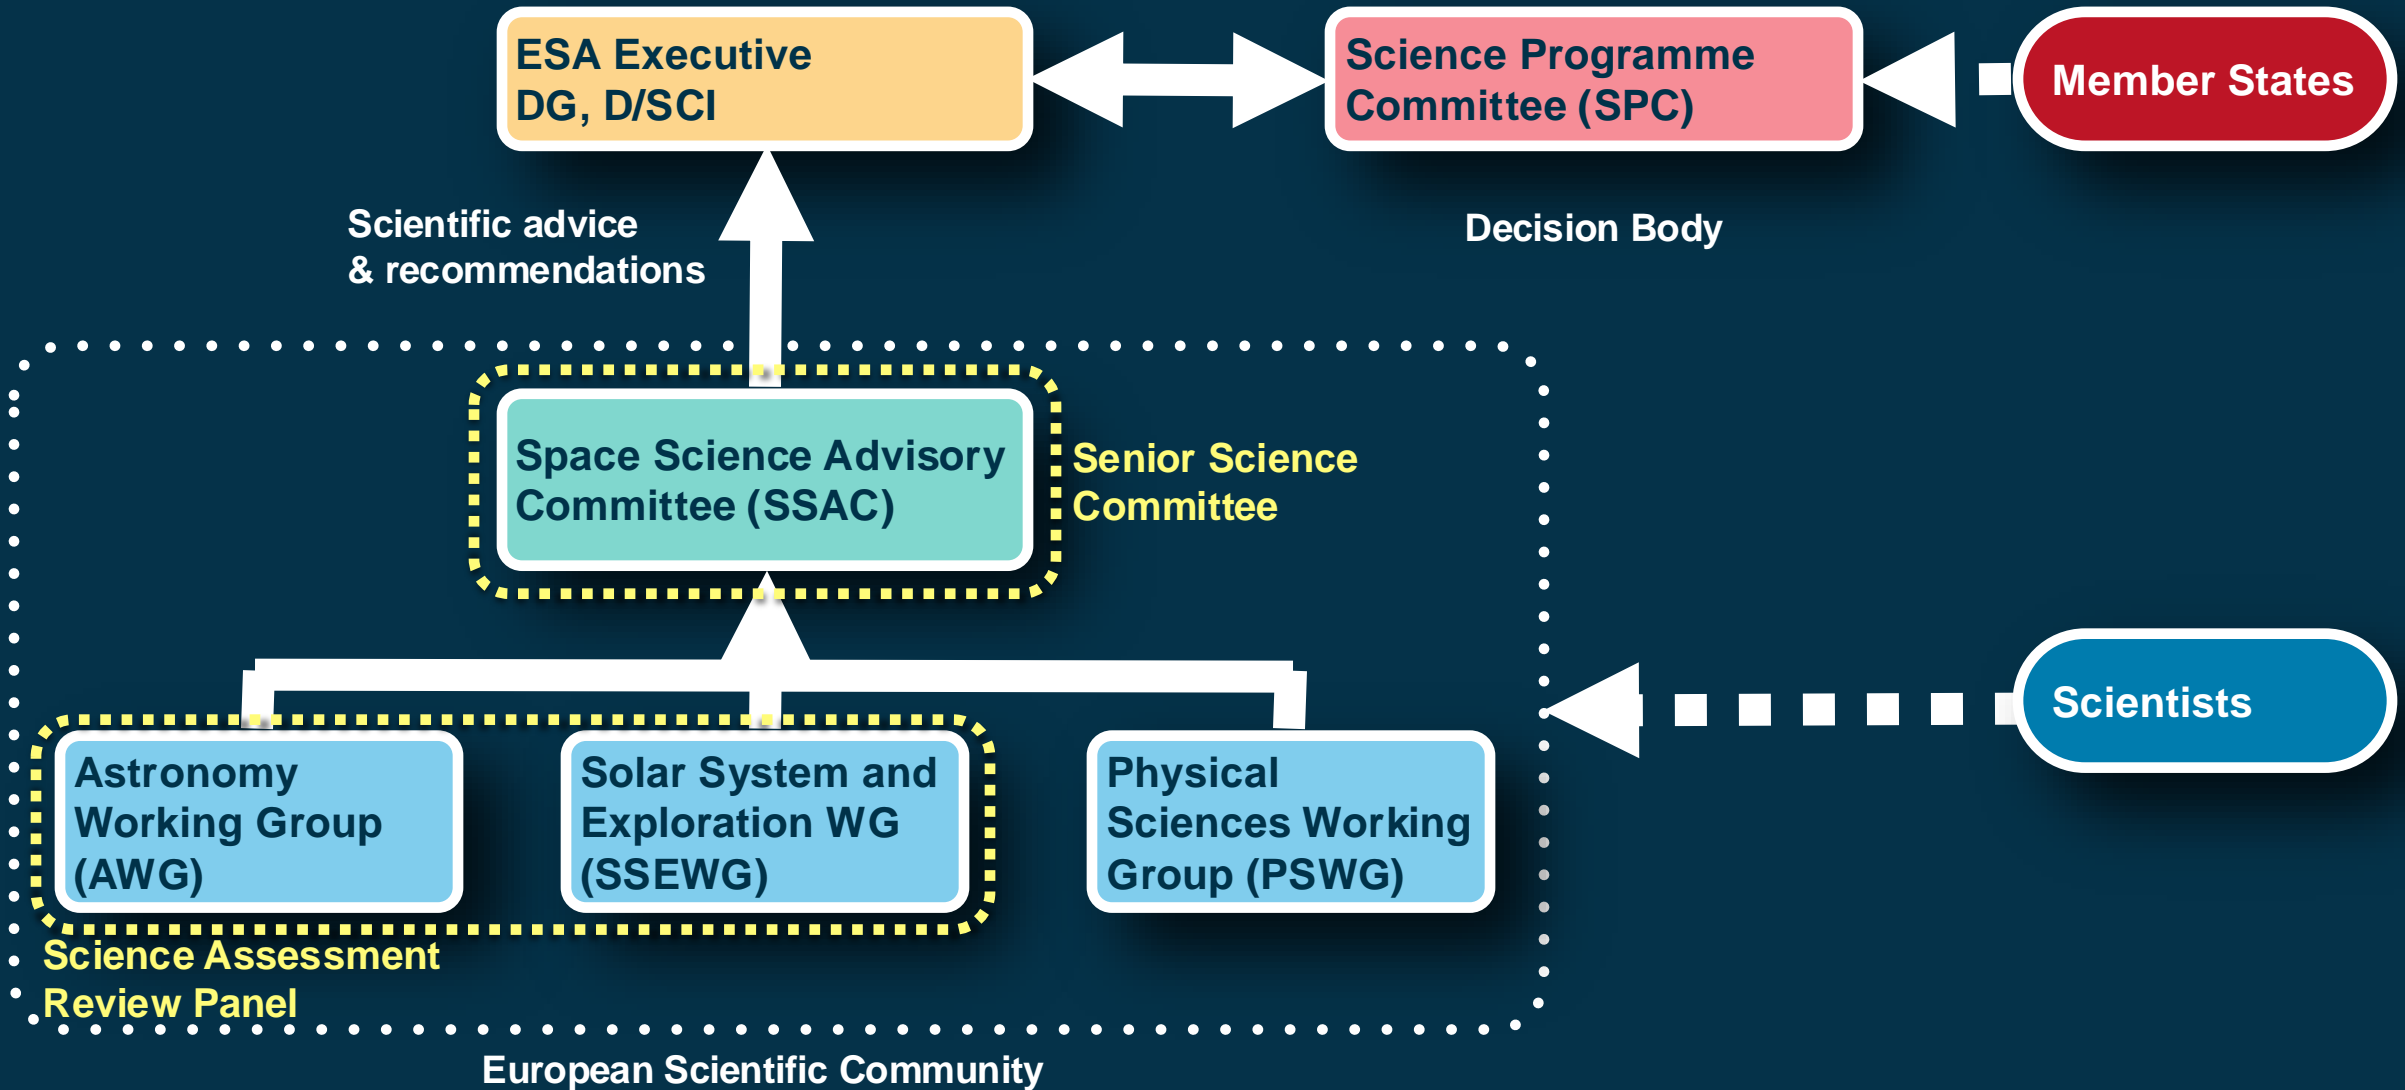 ESA Executive
DG, D/SCI
Science Programme
Committee (SPC)
Member States
Scientific advice
& recommendations
Decision Body
Space Science Advisory
Committee (SSAC)
Senior Science
Committee
Scientists
Astronomy
Working Group
(AWG)
Solar System and
Exploration WG
(SSEWG)
Physical
Sciences Working
Group (PSWG)
Science Assessment
Review Panel
European Scientific Community